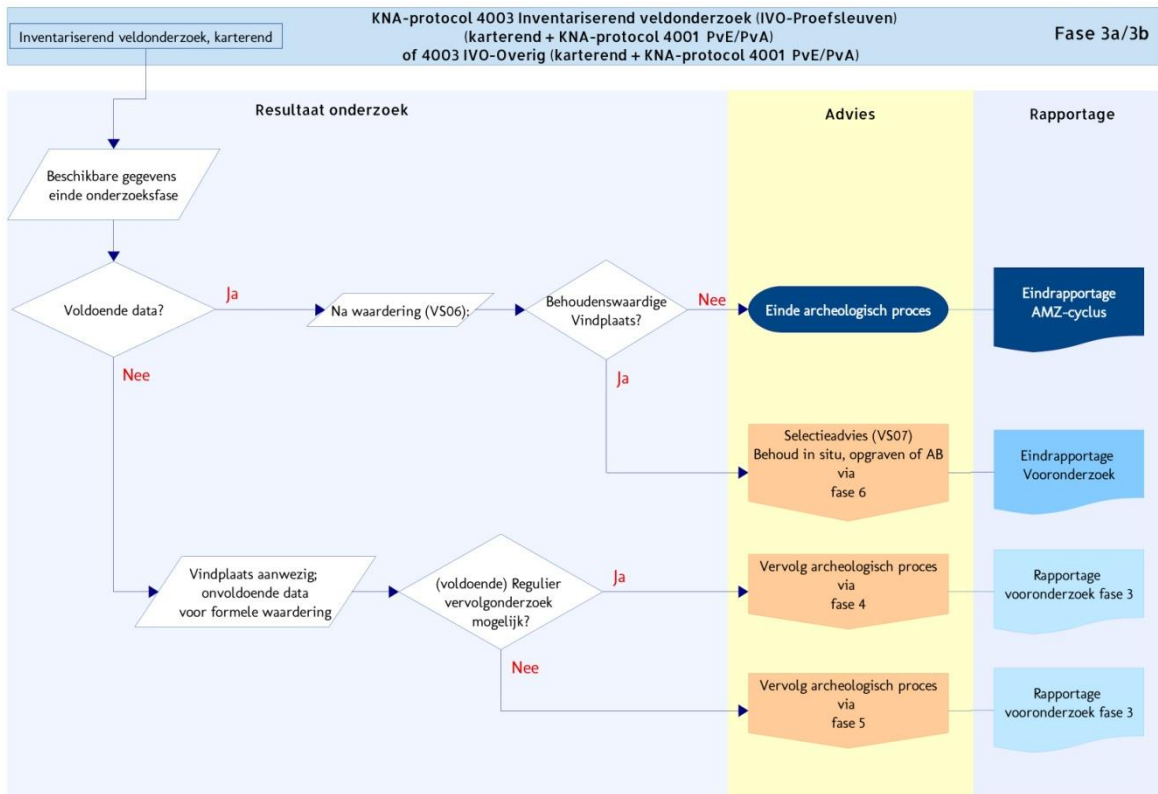 KNA-protocol 4003 Inventariserend veldonderzoek (IVO-Proefsleuven)
(karterend + KNA-protocol 4001 PvE/PvA)
of 4003 IVO-Overig (karterend + KNA-protocol 4001 PvE/PvA)
Fase 3a/3b
Inventariserend veldonderzoek, karterend
Resultaat onderzoek
Advies
Rapportage
Beschikbare gegevens
einde onderzoeksfase
Voldoende data?
Ja
Na waardering (VS06):
Behoudenswaardige
Vindplaats?
Nee
Einde archeologisch proces
Eindrapportage
AMZ-cyclus
Nee
Ja
Selectieadvies (VS07)
Behoud in situ, opgraven of AB
via
fase 6
Eindrapportage
Vooronderzoek
Vindplaats aanwezig;
onvoldoende data
voor formele waardering
(voldoende) Regulier
vervolgonderzoek
mogelijk?
Ja
Vervolg archeologisch proces
via
fase 4
Rapportage
vooronderzoek fase 3
Nee
Vervolg archeologisch proces
via
fase 5
Rapportage
vooronderzoek fase 3